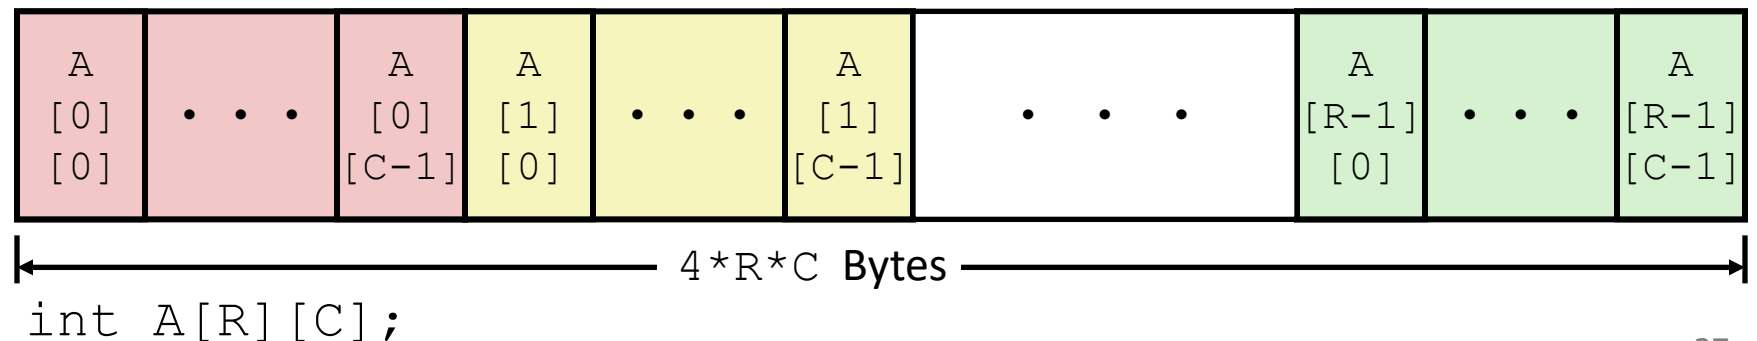 A A A A A A
[0] • • • [0] [1] • • • [1] • • • [R-1] • • • [R-1]
[0] [C-1] [0] [C-1] [0] [C-1]
4*R*C Bytes
int A[R][C];